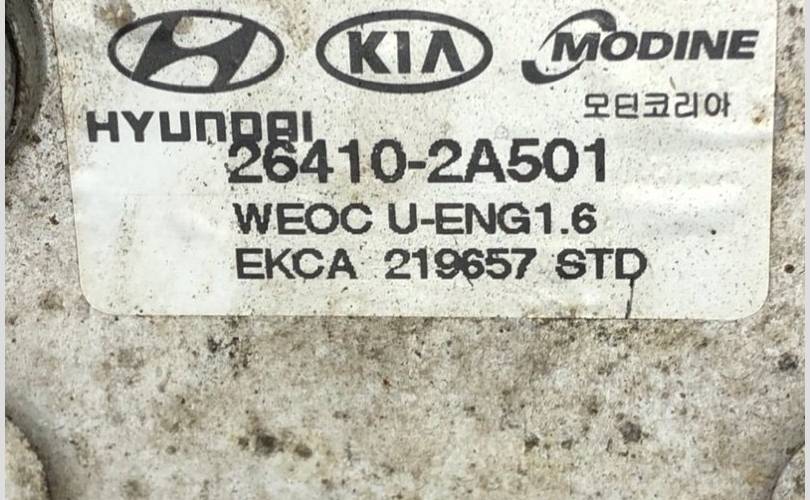 KIA MODINE
모딘코리아
HYUNDAI
26410-2A501
WEOC U-ENG1.6
EKCA 219657 STD